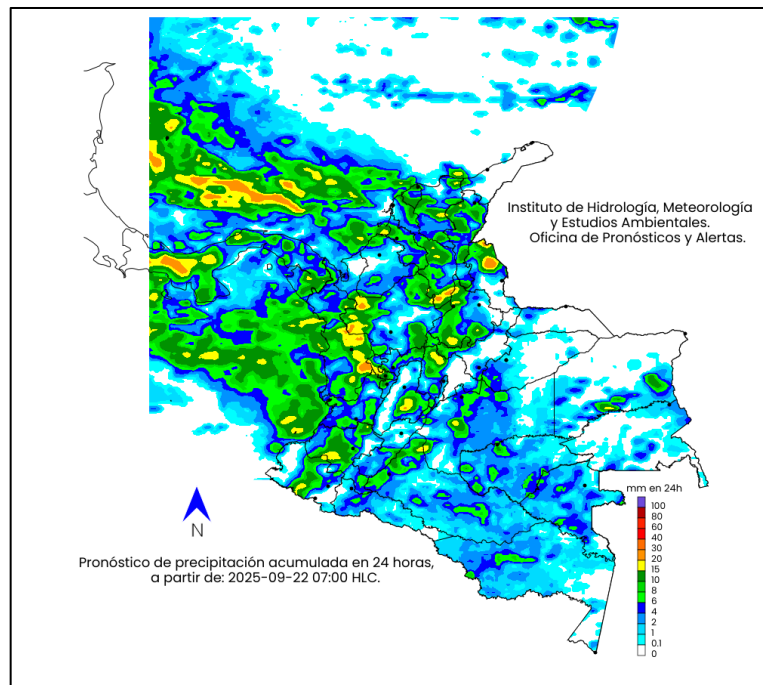 Instituto de Hidrología, Meteorología
y Estudios Ambientales.
Oficina de Pronósticos y Alertas.
mm en 24h
100
80
60
40
30
20
15
10
8
6
4
2
1
0.1
0
N
Pronóstico de precipitación acumulada en 24 horas,
a partir de: 2025-09-22 07:00 HLC.